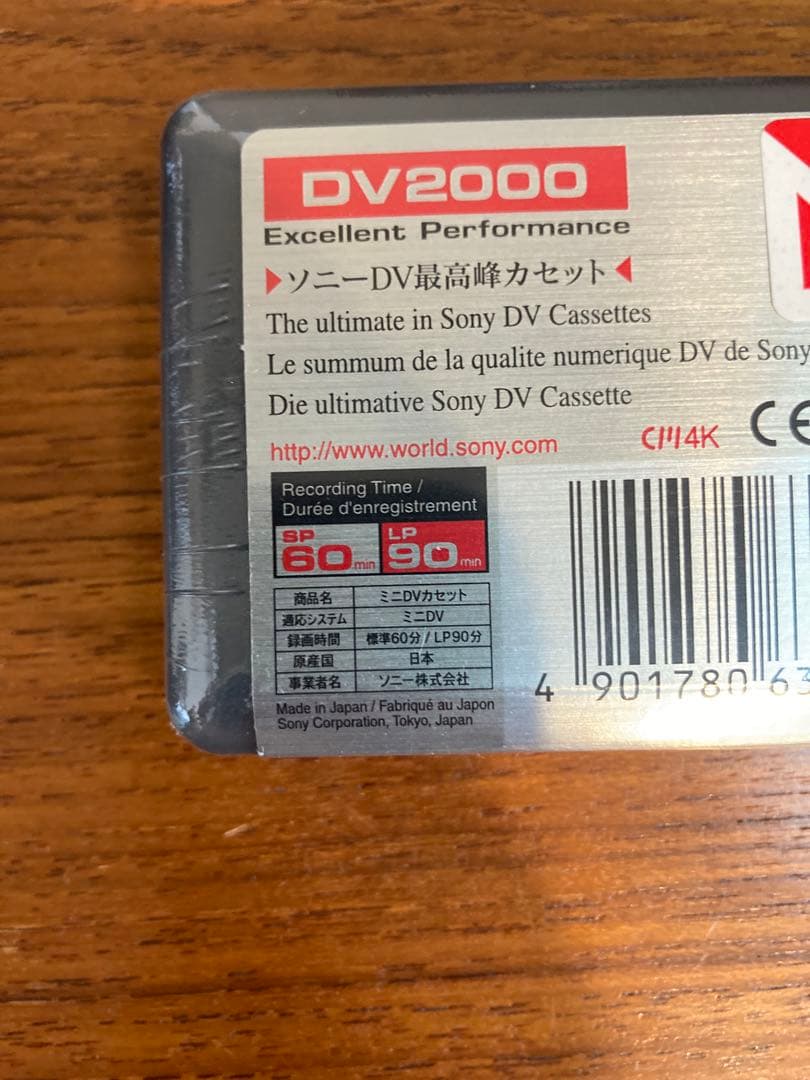 DV2000
Excellent Performance
ソニーDV最高峰カセット
The ultimate in Sony DV Cassettes
Le summum de la qualite numerique DV de Sony
Die ultimative Sony DV Cassette
http://www.world.sony.com
4K
CE
Recording Time /
Durée d'enregistrement
SP
60min
LP
90min
商品名 ミニDVカセット
適応システム ミニDV
録画時間 標準60分 / LP90分
原産国 日本
事業者名 ソニー株式会社
Made in Japan / Fabriqué au Japon
Sony Corporation, Tokyo, Japan
4 901780 63